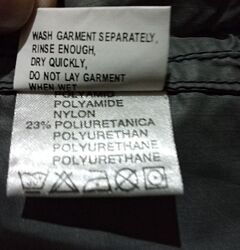 WASH GARMENT SEPARATELY,
RINSE ENOUGH,
DRY QUICKLY,
DO NOT LAY GARMENT
WHEN WET
POLYAMID
POLYAMIDE
NYLON
23% POLIURETANICA
POLYURETHAN
POLYURETHANE
POLYURETHANE